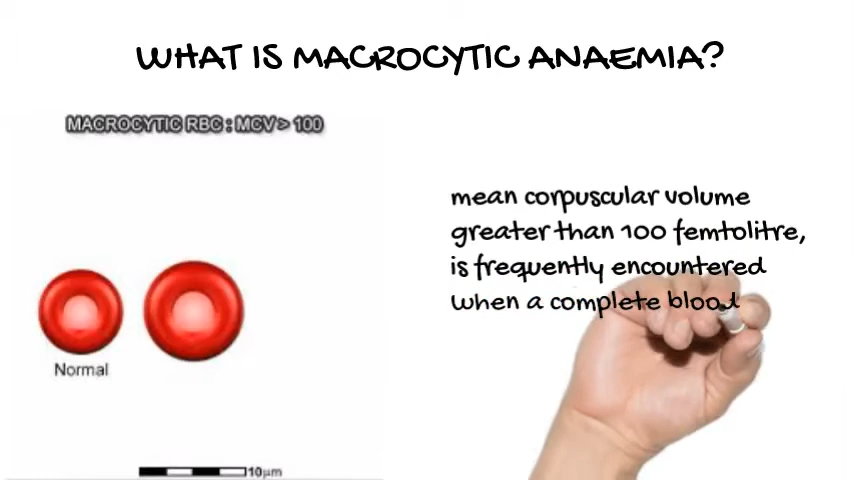 WHAT IS MACROCYTIC ANAEMIA?
MACROCYTIC RBC : MCV > 100
mean corpuscular volume
greater than 100 femtolitre,
is frequently encountered
when a complete blood
Normal
10µm